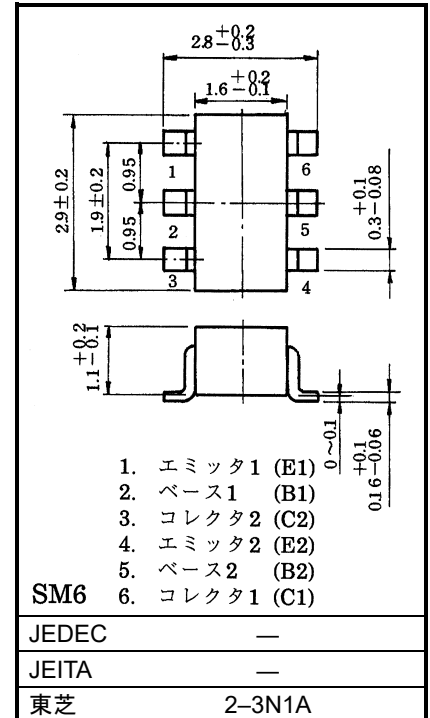 2.8 +0.2 −0.3
1.6 +0.2 −0.1
2.9±0.2
1.9±0.2
0.95
0.95
1
2
3
6
5
4
+0.1
0.3−0.08
1.1 +0.2 −0.1
0～0.1
+0.1
0.16−0.06
1. エミッタ1 (E1)
2. ベース1 (B1)
3. コレクタ2 (C2)
4. エミッタ2 (E2)
5. ベース2 (B2)
SM6 6. コレクタ1 (C1)
JEDEC ―
JEITA ―
東芝 2–3N1A